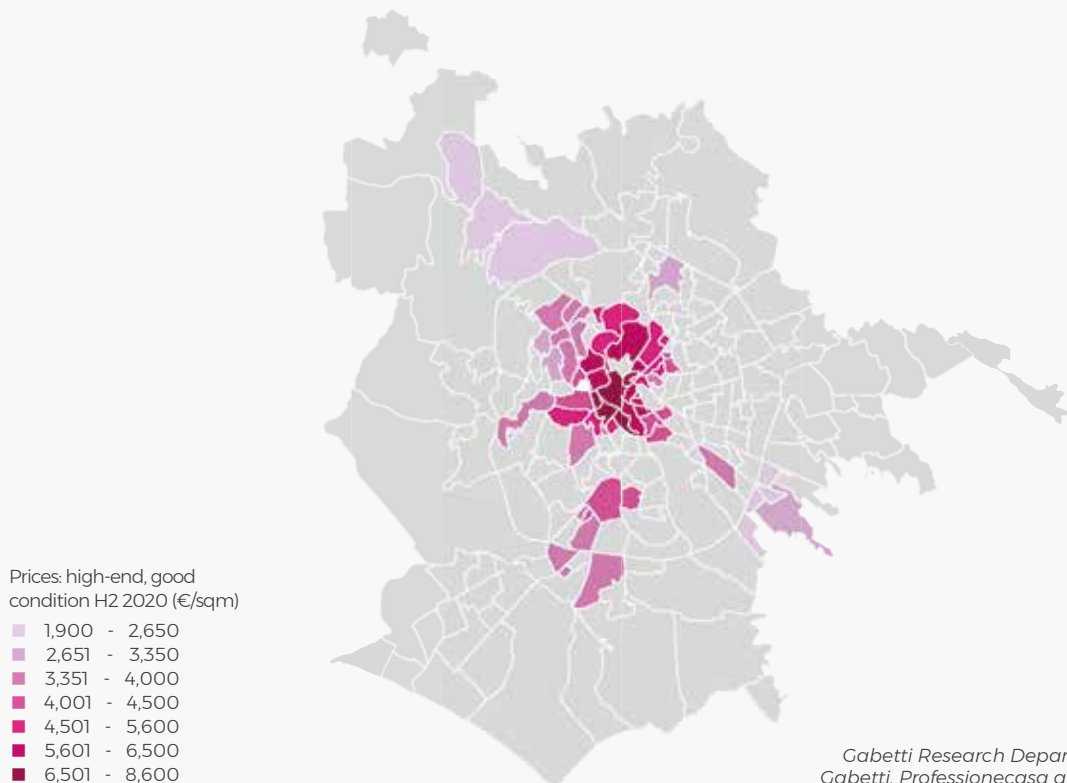 Prices: high-end, good
condition H2 2020 (€/sqm)
1,900 - 2,650
2,651 - 3,350
3,351 - 4,000
4,001 - 4,500
4,501 - 5,600
5,601 - 6,500
6,501 - 8,600
Gabetti Research Depar
Gabetti, Professionecasa a